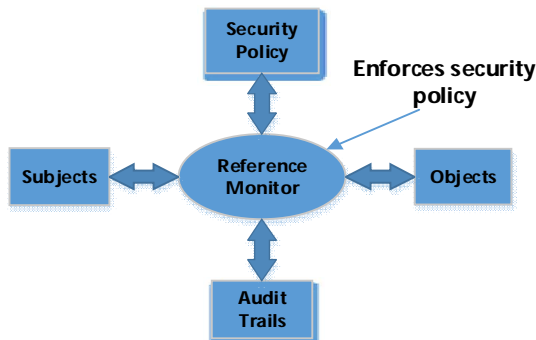 Security
Policy
Enforces security
policy
Subjects
Reference
Monitor
Objects
Audit
Trails